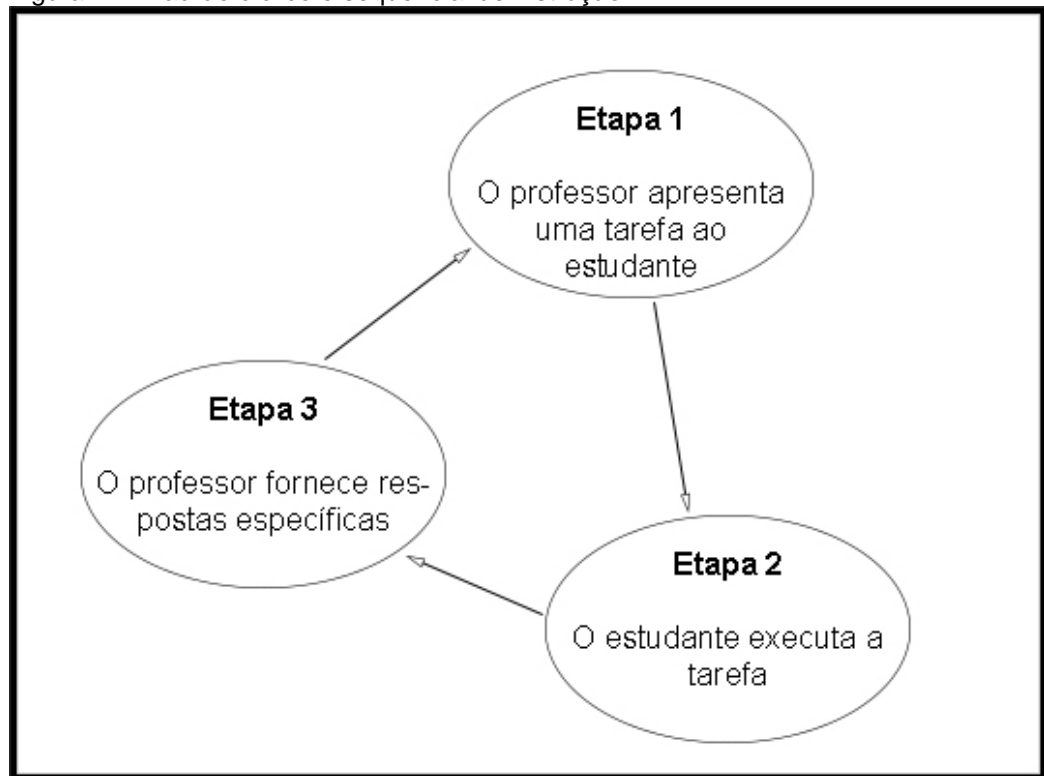 Etapa 1
O professor apresenta
uma tarefa ao
estudante
Etapa 3
O professor fornece res-
postas específicas
Etapa 2
O estudante executa a
tarefa